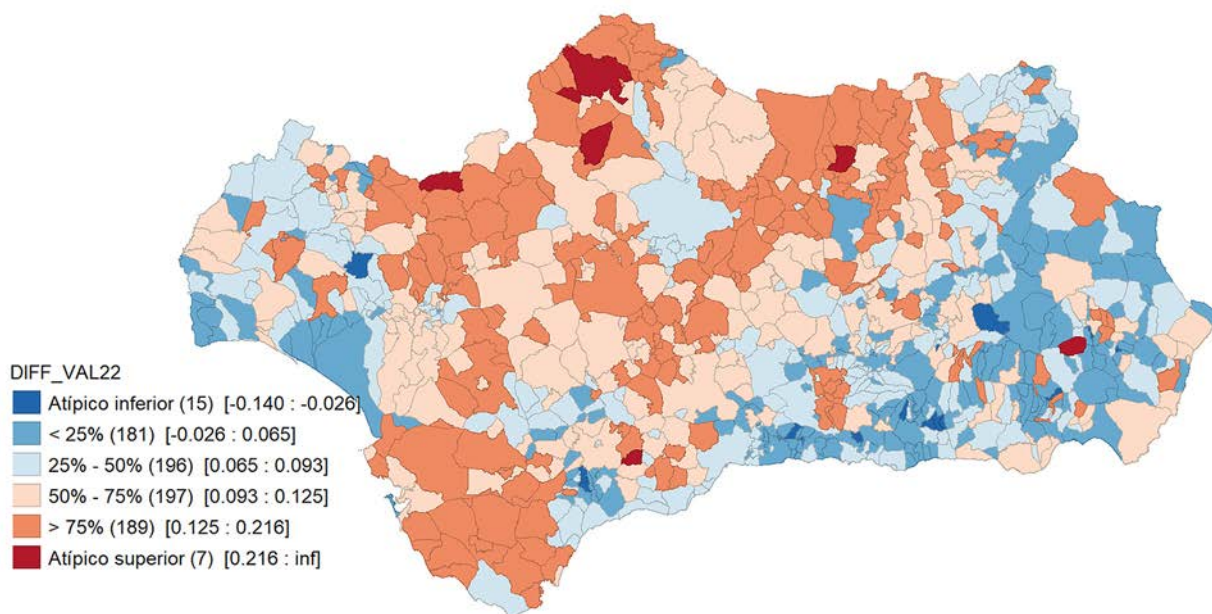 DIFF_VAL22
Atípico inferior (15) [-0.140 : -0.026]
< 25% (181) [-0.026 : 0.065]
25% - 50% (196) [0.065 : 0.093]
50% - 75% (197) [0.093 : 0.125]
> 75% (189) [0.125 : 0.216]
Atípico superior (7) [0.216 : inf]